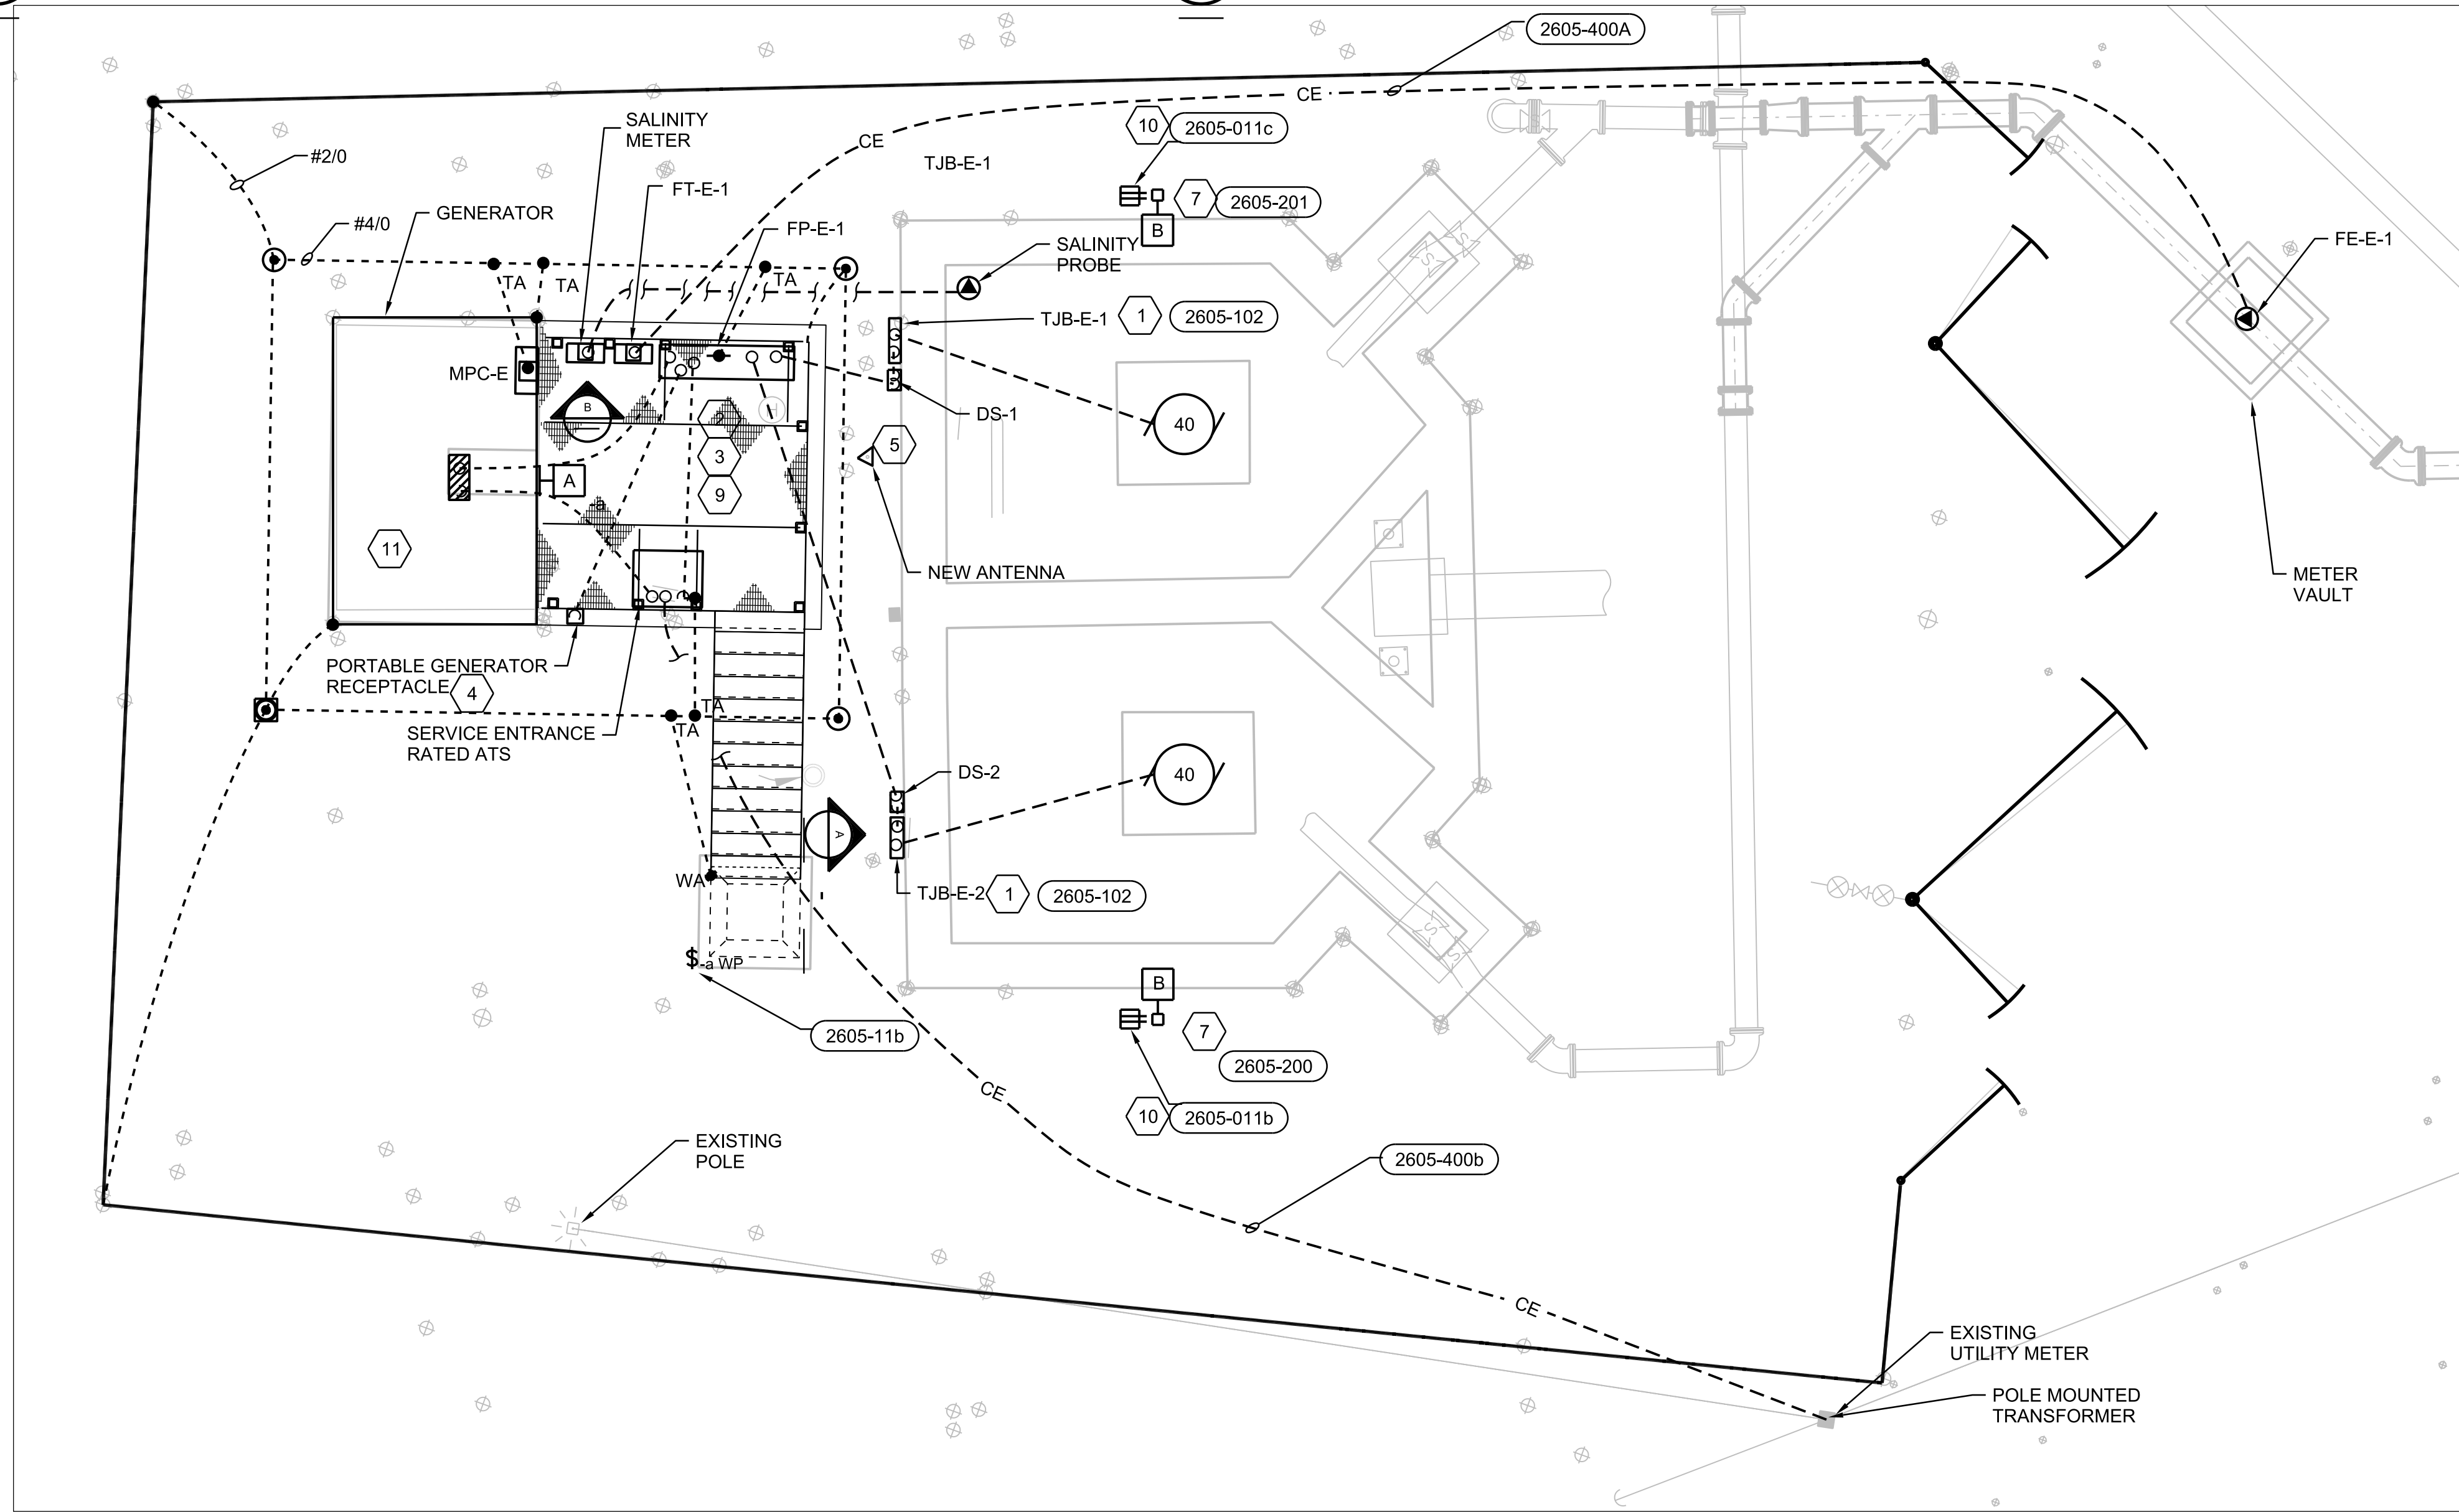 2605-400A
CE
CE
SALINITY
METER
10
2605-011c
#2/0
TJB-E-1
FT-E-1
7
2605-201
#4/0
GENERATOR
FP-E-1
B
SALINITY
PROBE
FE-E-1
TA
TA
TA
TJB-E-1
1
2605-102
MPC-E
B
H
DS-1
40
2
5
3
A
9
-a
11
NEW ANTENNA
METER
VAULT
PORTABLE GENERATOR
RECEPTACLE
4
TA
TA
SERVICE ENTRANCE
RATED ATS
DS-2
40
A
WA
TJB-E-2
1
2605-102
$-a WP
B
2605-11b
7
2605-200
CE
10
2605-011b
EXISTING
POLE
2605-400b
CE
EXISTING
UTILITY METER
POLE MOUNTED
TRANSFORMER